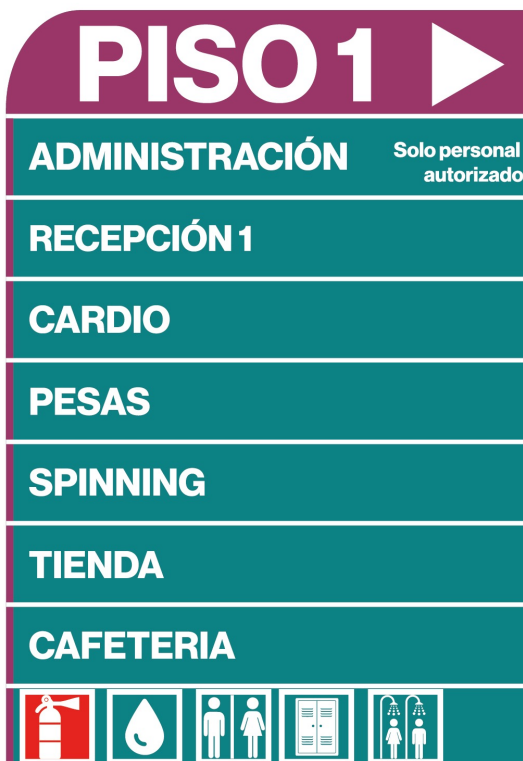 PISO 1
ADMINISTRACIÓN
Solo personal
autorizado
RECEPCIÓN 1
CARDIO
PESAS
SPINNING
TIENDA
CAFETERIA